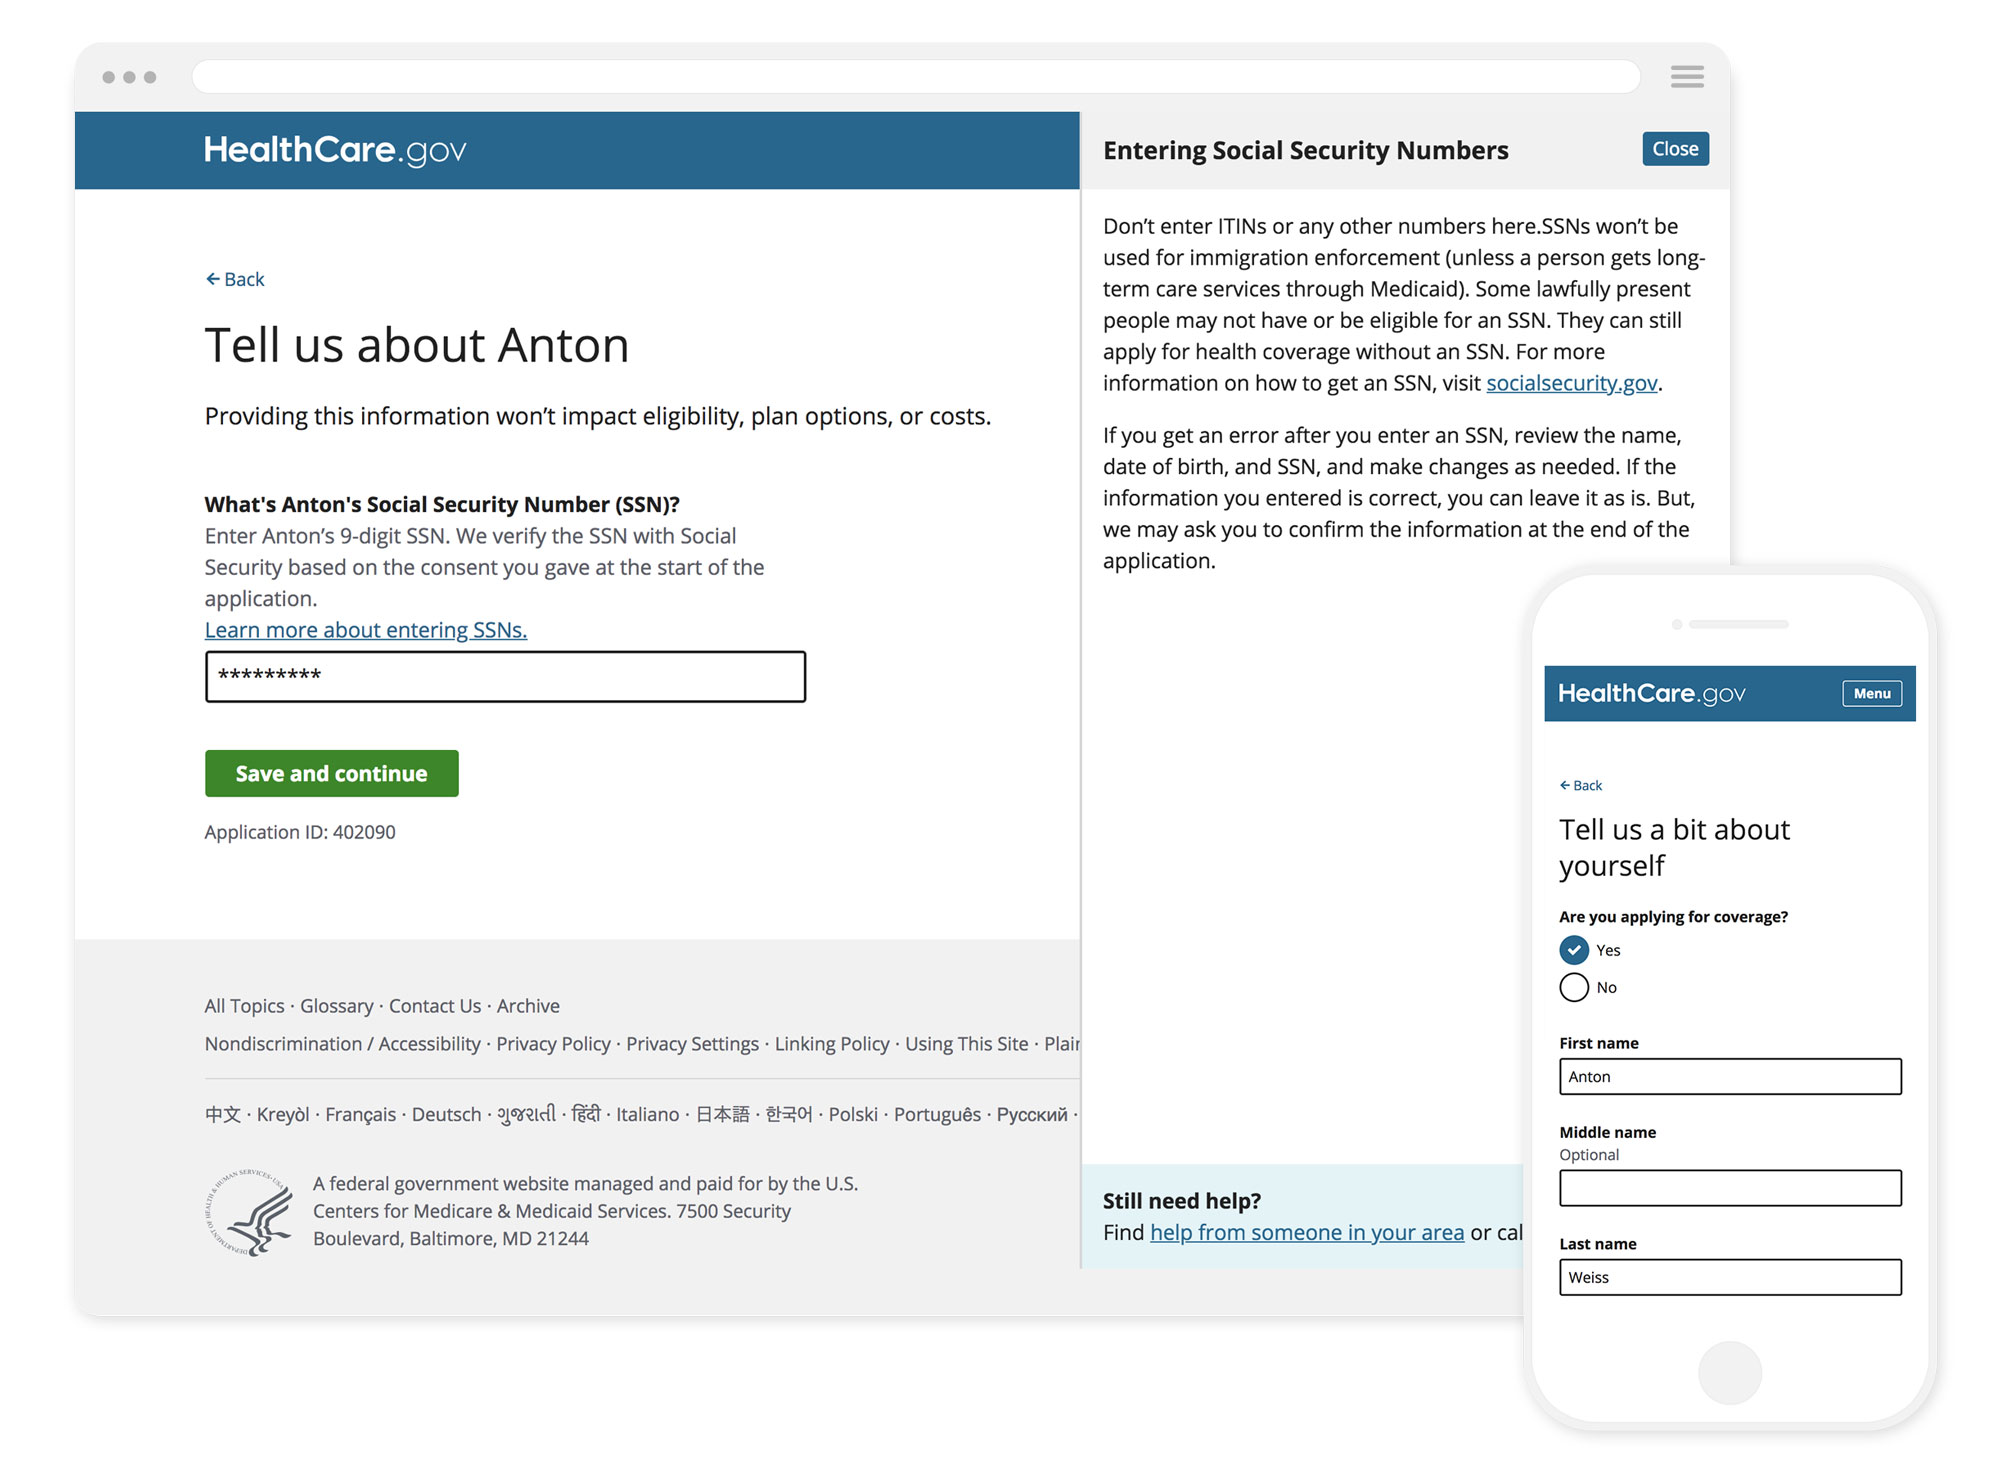 HealthCare.gov
← Back
Tell us about Anton
Providing this information won’t impact eligibility, plan options, or costs.
What's Anton's Social Security Number (SSN)?
Enter Anton’s 9-digit SSN. We verify the SSN with Social
Security based on the consent you gave at the start of the
application.
Learn more about entering SSNs.
*********
Save and continue
Application ID: 402090
All Topics · Glossary · Contact Us · Archive
Nondiscrimination / Accessibility · Privacy Policy · Privacy Settings · Linking Policy · Using This Site · Plain
中文 · Kreyòl · Français · Deutsch · ગુજરાતી · हिंदी · Italiano · 日本語 · 한국어 · Polski · Português · Русский ·
DEPARTMENT OF HEALTH & HUMAN SERVICES · USA
A federal government website managed and paid for by the U.S.
Centers for Medicare & Medicaid Services. 7500 Security
Boulevard, Baltimore, MD 21244
Entering Social Security Numbers
Close
Don’t enter ITINs or any other numbers here.SSNs won’t be
used for immigration enforcement (unless a person gets long-
term care services through Medicaid). Some lawfully present
people may not have or be eligible for an SSN. They can still
apply for health coverage without an SSN. For more
information on how to get an SSN, visit socialsecurity.gov.
If you get an error after you enter an SSN, review the name,
date of birth, and SSN, and make changes as needed. If the
information you entered is correct, you can leave it as is. But,
we may ask you to confirm the information at the end of the
application.
Still need help?
Find help from someone in your area or cal
HealthCare.gov
Menu
← Back
Tell us a bit about
yourself
Are you applying for coverage?
Yes
No
First name
Anton
Middle name
Optional
Last name
Weiss